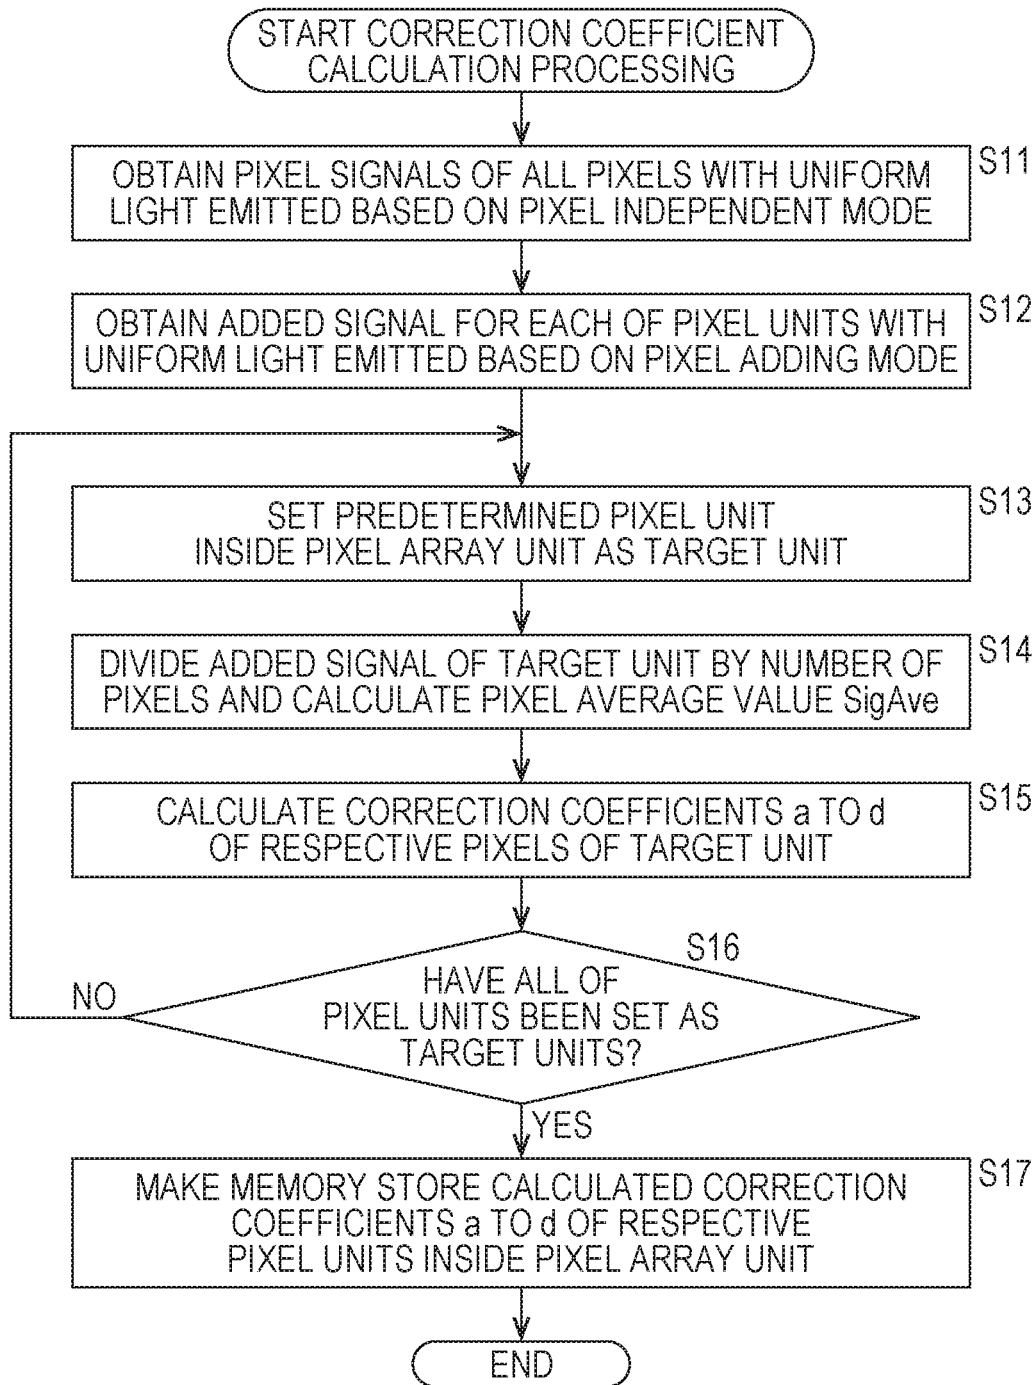 START CORRECTION COEFFICIENT
CALCULATION PROCESSING
S11
OBTAIN PIXEL SIGNALS OF ALL PIXELS WITH UNIFORM
LIGHT EMITTED BASED ON PIXEL INDEPENDENT MODE
S12
OBTAIN ADDED SIGNAL FOR EACH OF PIXEL UNITS WITH
UNIFORM LIGHT EMITTED BASED ON PIXEL ADDING MODE
S13
SET PREDETERMINED PIXEL UNIT
INSIDE PIXEL ARRAY UNIT AS TARGET UNIT
S14
DIVIDE ADDED SIGNAL OF TARGET UNIT BY NUMBER OF
PIXELS AND CALCULATE PIXEL AVERAGE VALUE SigAve
S15
CALCULATE CORRECTION COEFFICIENTS a TO d
OF RESPECTIVE PIXELS OF TARGET UNIT
S16
HAVE ALL OF
PIXEL UNITS BEEN SET AS
TARGET UNITS?
NO
YES
S17
MAKE MEMORY STORE CALCULATED CORRECTION
COEFFICIENTS a TO d OF RESPECTIVE
PIXEL UNITS INSIDE PIXEL ARRAY UNIT
END